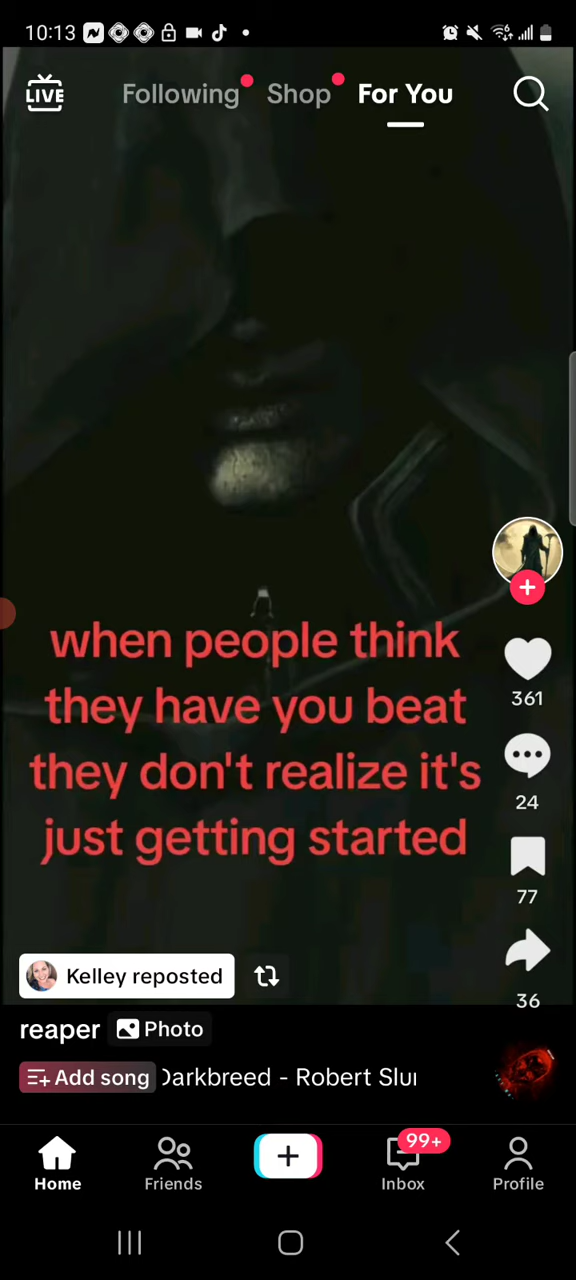 10:13
LIVE
Following Shop For You
when people think
they have you beat
they don't realize it's
just getting started
361
24
77
36
Kelley reposted
reaper Photo
Add song Darkbreed - Robert Slu
99+
Home Friends Inbox Profile